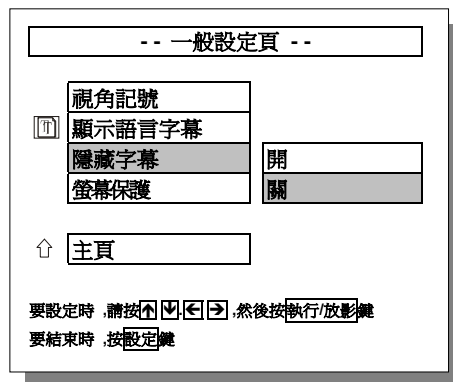 -- 一般設定頁 --
視角記號
顯示語言字幕
隱藏字幕
開
螢幕保護
關
主頁
要設定時 ,請按↑ ↓ ← → ,然後按執行/放影鍵
要結束時 ,按設定鍵